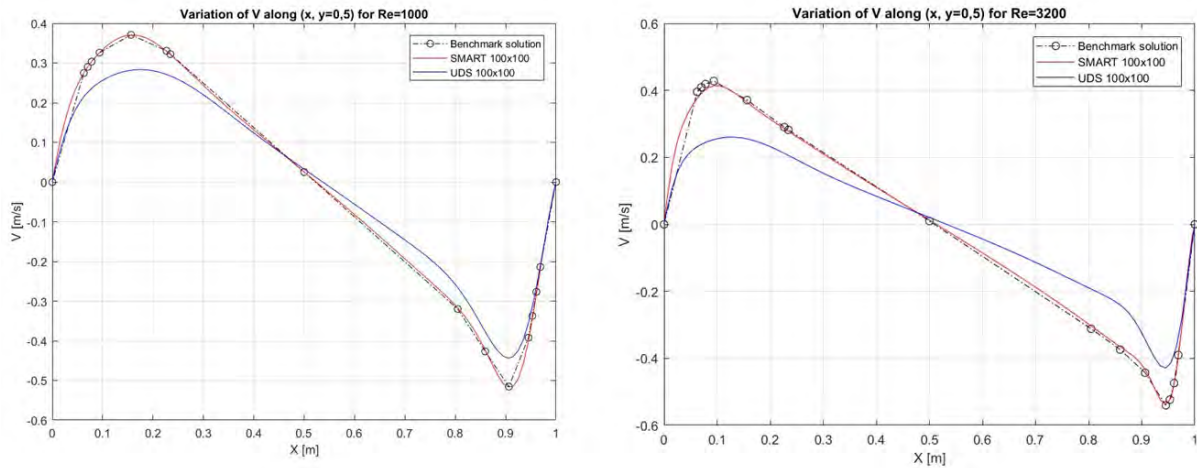 Variation of V along (x, y=0,5) for Re=1000
Benchmark solution
SMART 100x100
UDS 100x100
V [m/s]
0.4
0.3
0.2
0.1
0
-0.1
-0.2
-0.3
-0.4
-0.5
-0.6
0 0.1 0.2 0.3 0.4 0.5 0.6 0.7 0.8 0.9 1
X [m]
Variation of V along (x, y=0,5) for Re=3200
Benchmark solution
SMART 100x100
UDS 100x100
V [m/s]
0.6
0.4
0.2
0
-0.2
-0.4
-0.6
0 0.1 0.2 0.3 0.4 0.5 0.6 0.7 0.8 0.9 1
X [m]